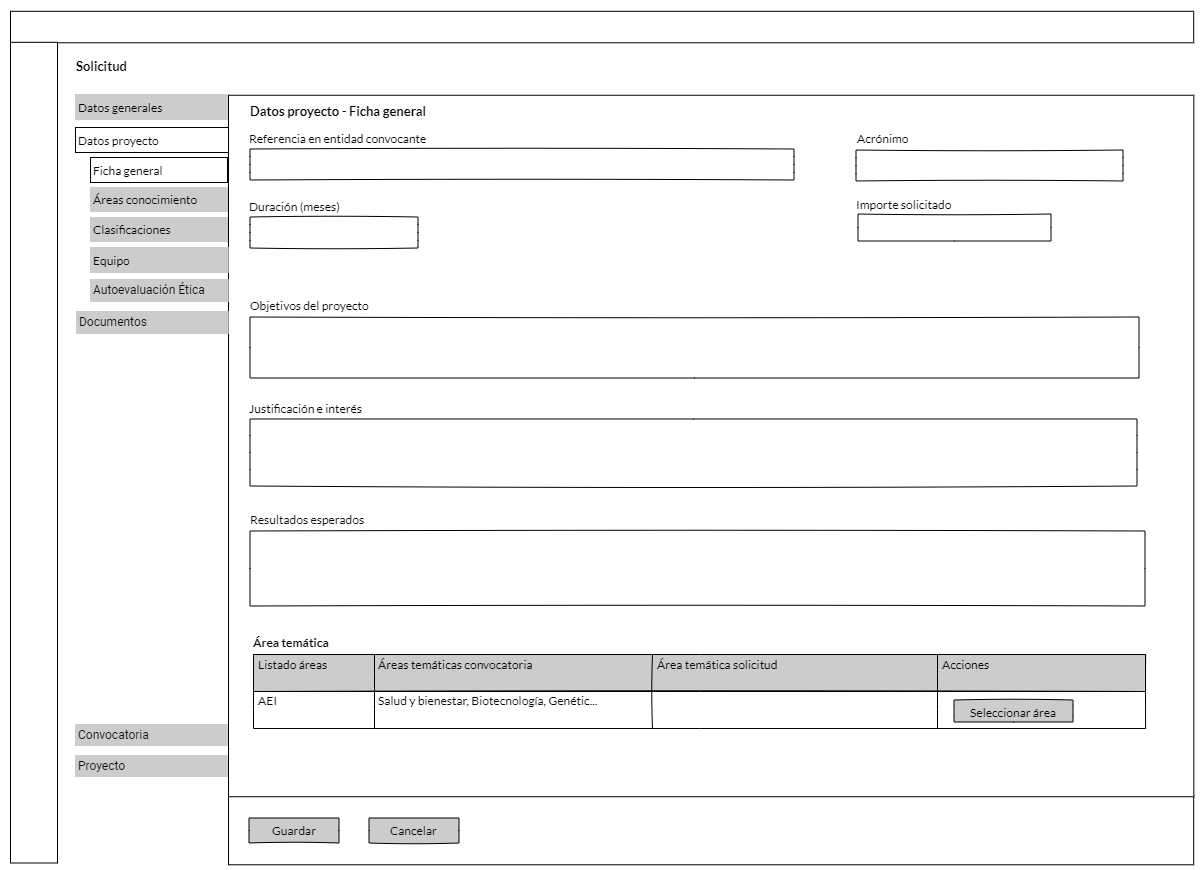 Solicitud
Datos generales
Datos proyecto
Ficha general
Áreas conocimiento
Clasificaciones
Equipo
Autoevaluación Ética
Documentos
Convocatoria
Proyecto
Datos proyecto - Ficha general
Referencia en entidad convocante
Acrónimo
Duración (meses)
Importe solicitado
Objetivos del proyecto
Justificación e interés
Resultados esperados
Área temática
Listado áreas
Áreas temáticas convocatoria
Área temática solicitud
Acciones
AEI
Salud y bienestar, Biotecnología, Genétic...
Seleccionar área
Guardar
Cancelar